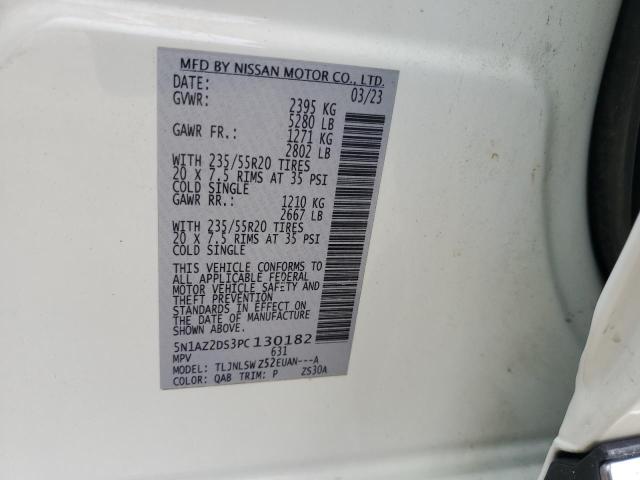 MFD BY NISSAN MOTOR CO., LTD.
DATE: 03/23
GVWR: 2395 KG
5280 LB
GAWR FR.: 1271 KG
2802 LB
WITH 235/55R20 TIRES
20 X 7.5 RIMS AT 35 PSI
COLD SINGLE
GAWR RR.: 1210 KG
2667 LB
WITH 235/55R20 TIRES
20 X 7.5 RIMS AT 35 PSI
COLD SINGLE
THIS VEHICLE CONFORMS TO
ALL APPLICABLE FEDERAL
MOTOR VEHICLE SAFETY AND
THEFT PREVENTION
STANDARDS IN EFFECT ON
THE DATE OF MANUFACTURE
SHOWN ABOVE.
5N1AZ2DS3PC130182
MPV 631
MODEL: TLJNLSW Z52EUAN---A
COLOR: QAB TRIM: P ZS30A